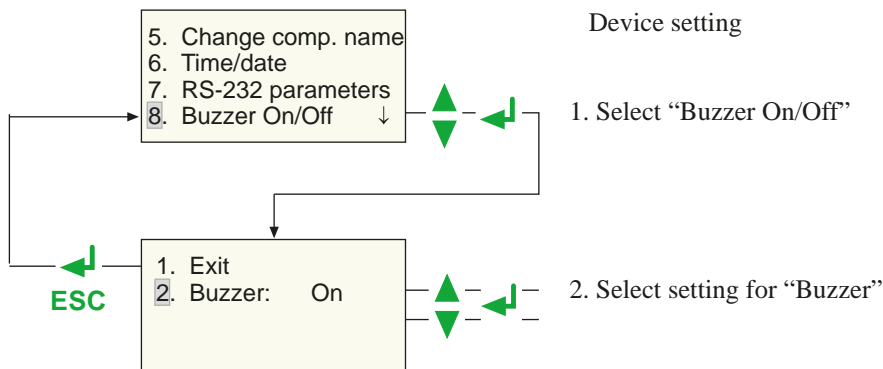 Device setting
5. Change comp. name
6. Time/date
7. RS-232 parameters
8. Buzzer On/Off ↓
1. Select “Buzzer On/Off”
1. Exit
2. Buzzer: On
ESC
2. Select setting for “Buzzer”